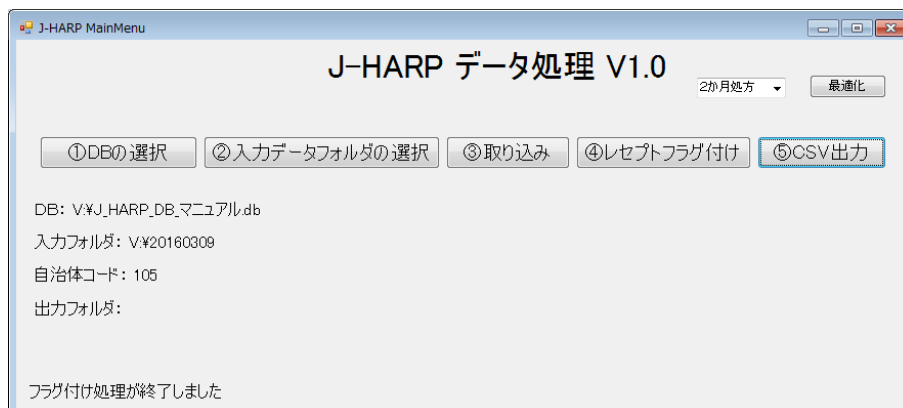 J-HARP MainMenu
J-HARP データ処理 V1.0
2か月処方
最適化
①DBの選択
②入力データフォルダの選択
③取り込み
④レセプトフラグ付け
⑤CSV出力
DB: V:¥J_HARP_DB_マニュアル.db
入力フォルダ: V:¥20160309
自治体コード: 105
出力フォルダ:
フラグ付け処理が終了しました